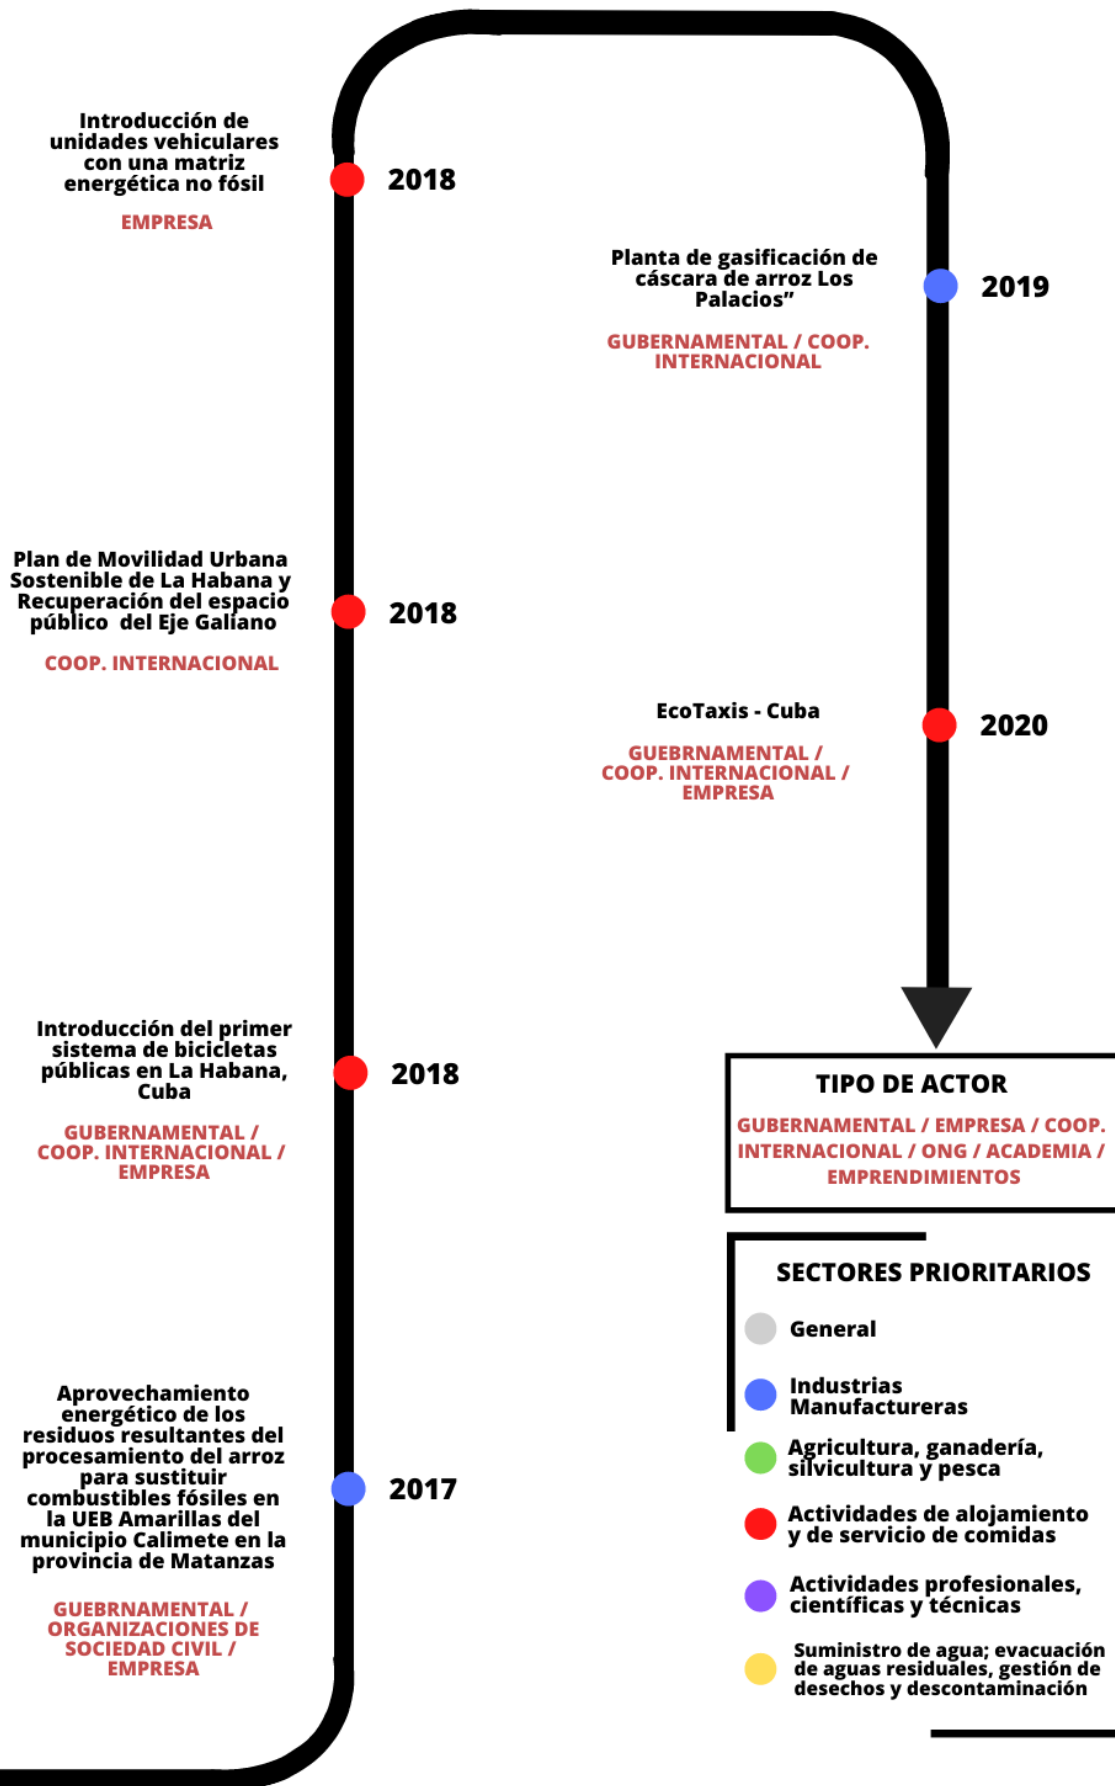 Introducción de
unidades vehiculares
con una matriz
energética no fósil
EMPRESA
2018
Plan de Movilidad Urbana
Sostenible de La Habana y
Recuperación del espacio
público del Eje Galiano
COOP. INTERNACIONAL
2018
Introducción del primer
sistema de bicicletas
públicas en La Habana,
Cuba
GUBERNAMENTAL /
COOP. INTERNACIONAL /
EMPRESA
2018
Aprovechamiento
energético de los
residuos resultantes del
procesamiento del arroz
para sustituir
combustibles fósiles en
la UEB Amarillas del
municipio Calimete en la
provincia de Matanzas
GUEBRNAMENTAL /
ORGANIZACIONES DE
SOCIEDAD CIVIL /
EMPRESA
2017
Planta de gasificación de
cáscara de arroz Los
Palacios”
GUBERNAMENTAL / COOP.
INTERNACIONAL
2019
EcoTaxis - Cuba
GUEBRNAMENTAL /
COOP. INTERNACIONAL /
EMPRESA
2020
TIPO DE ACTOR
GUBERNAMENTAL / EMPRESA / COOP.
INTERNACIONAL / ONG / ACADEMIA /
EMPRENDIMIENTOS
SECTORES PRIORITARIOS
General
Industrias
Manufactureras
Agricultura, ganadería,
silvicultura y pesca
Actividades de alojamiento
y de servicio de comidas
Actividades profesionales,
científicas y técnicas
Suministro de agua; evacuación
de aguas residuales, gestión de
desechos y descontaminación